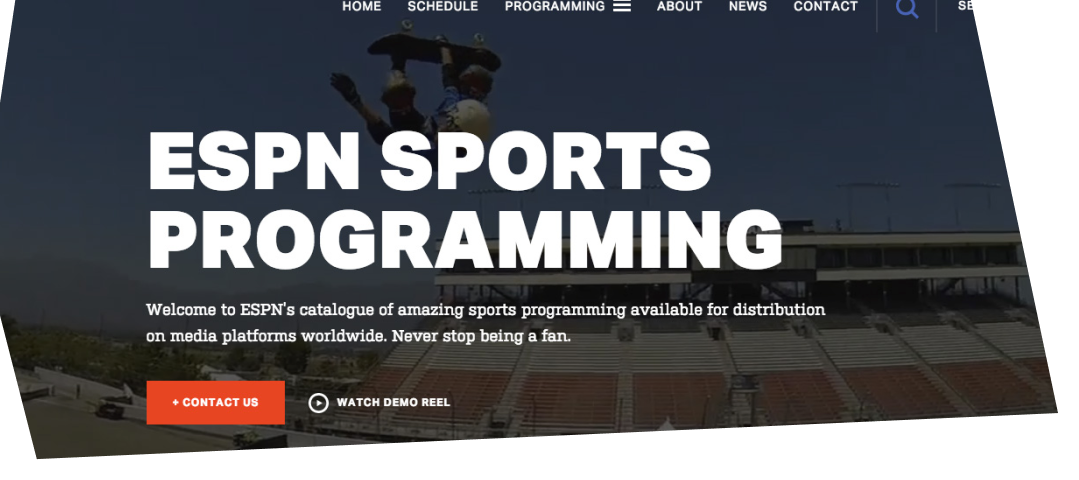 HOME SCHEDULE PROGRAMMING ABOUT NEWS CONTACT
ESPN SPORTS
PROGRAMMING
Welcome to ESPN's catalogue of amazing sports programming available for distribution
on media platforms worldwide. Never stop being a fan.
+ CONTACT US WATCH DEMO REEL